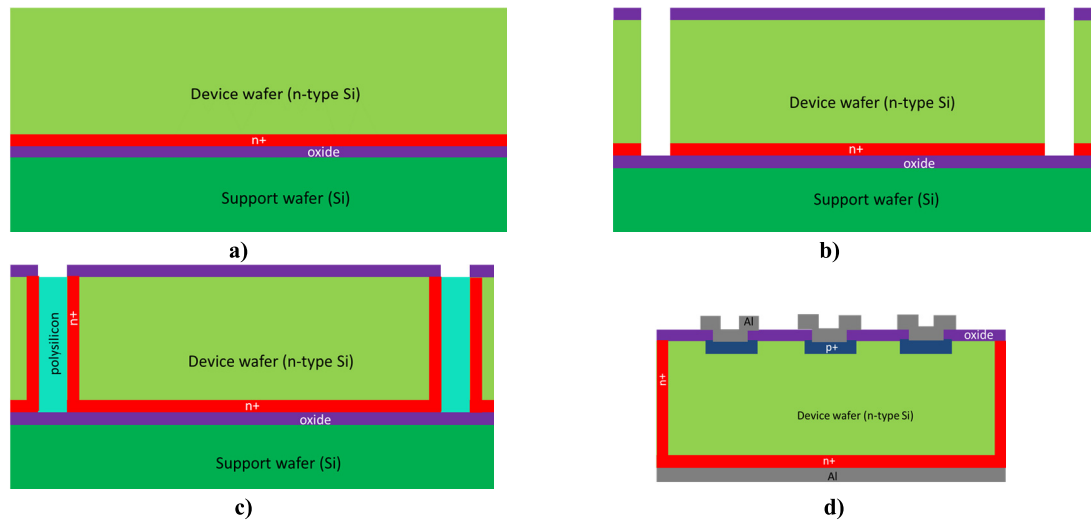 Device wafer (n-type Si)
n+
oxide
Support wafer (Si)
a)
Device wafer (n-type Si)
n+
oxide
Support wafer (Si)
b)
polysilicon
n+
Device wafer (n-type Si)
n+
oxide
Support wafer (Si)
c)
Al
oxide
p+
n+
Device wafer (n-type Si)
n+
Al
d)